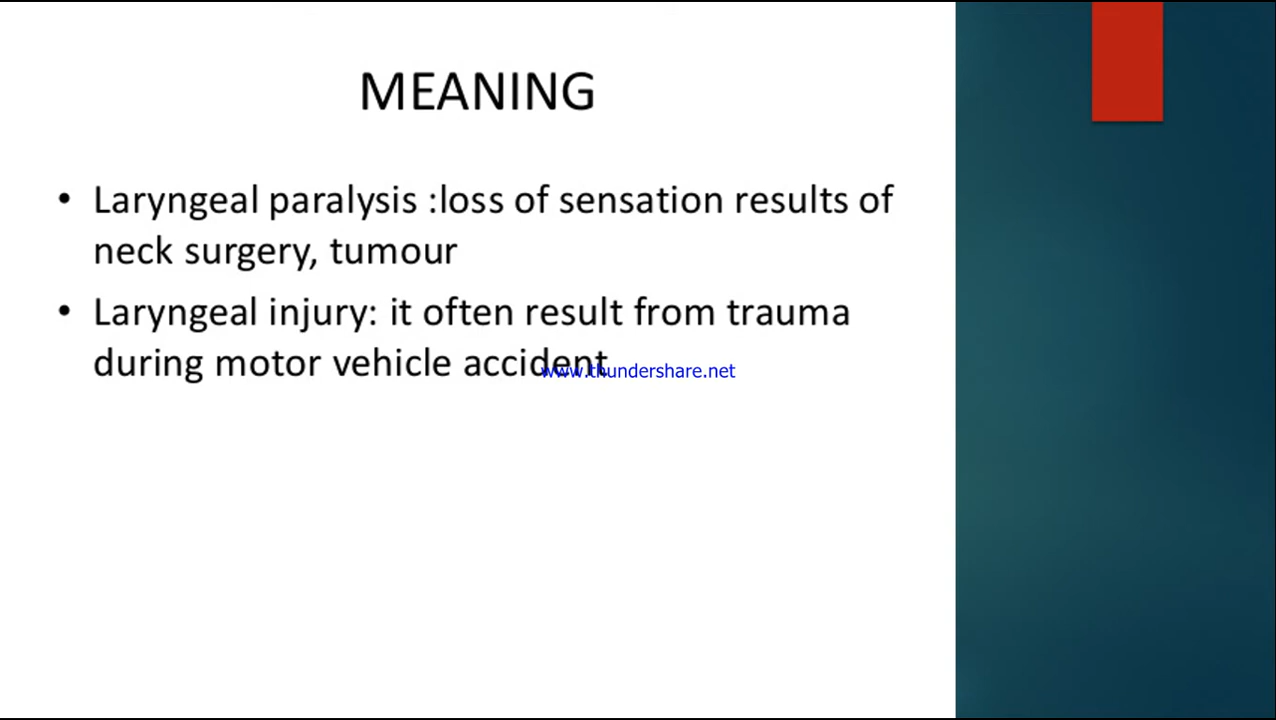 MEANING
• Laryngeal paralysis :loss of sensation results of
neck surgery, tumour
• Laryngeal injury: it often result from trauma
during motor vehicle accident
www.thundershare.net